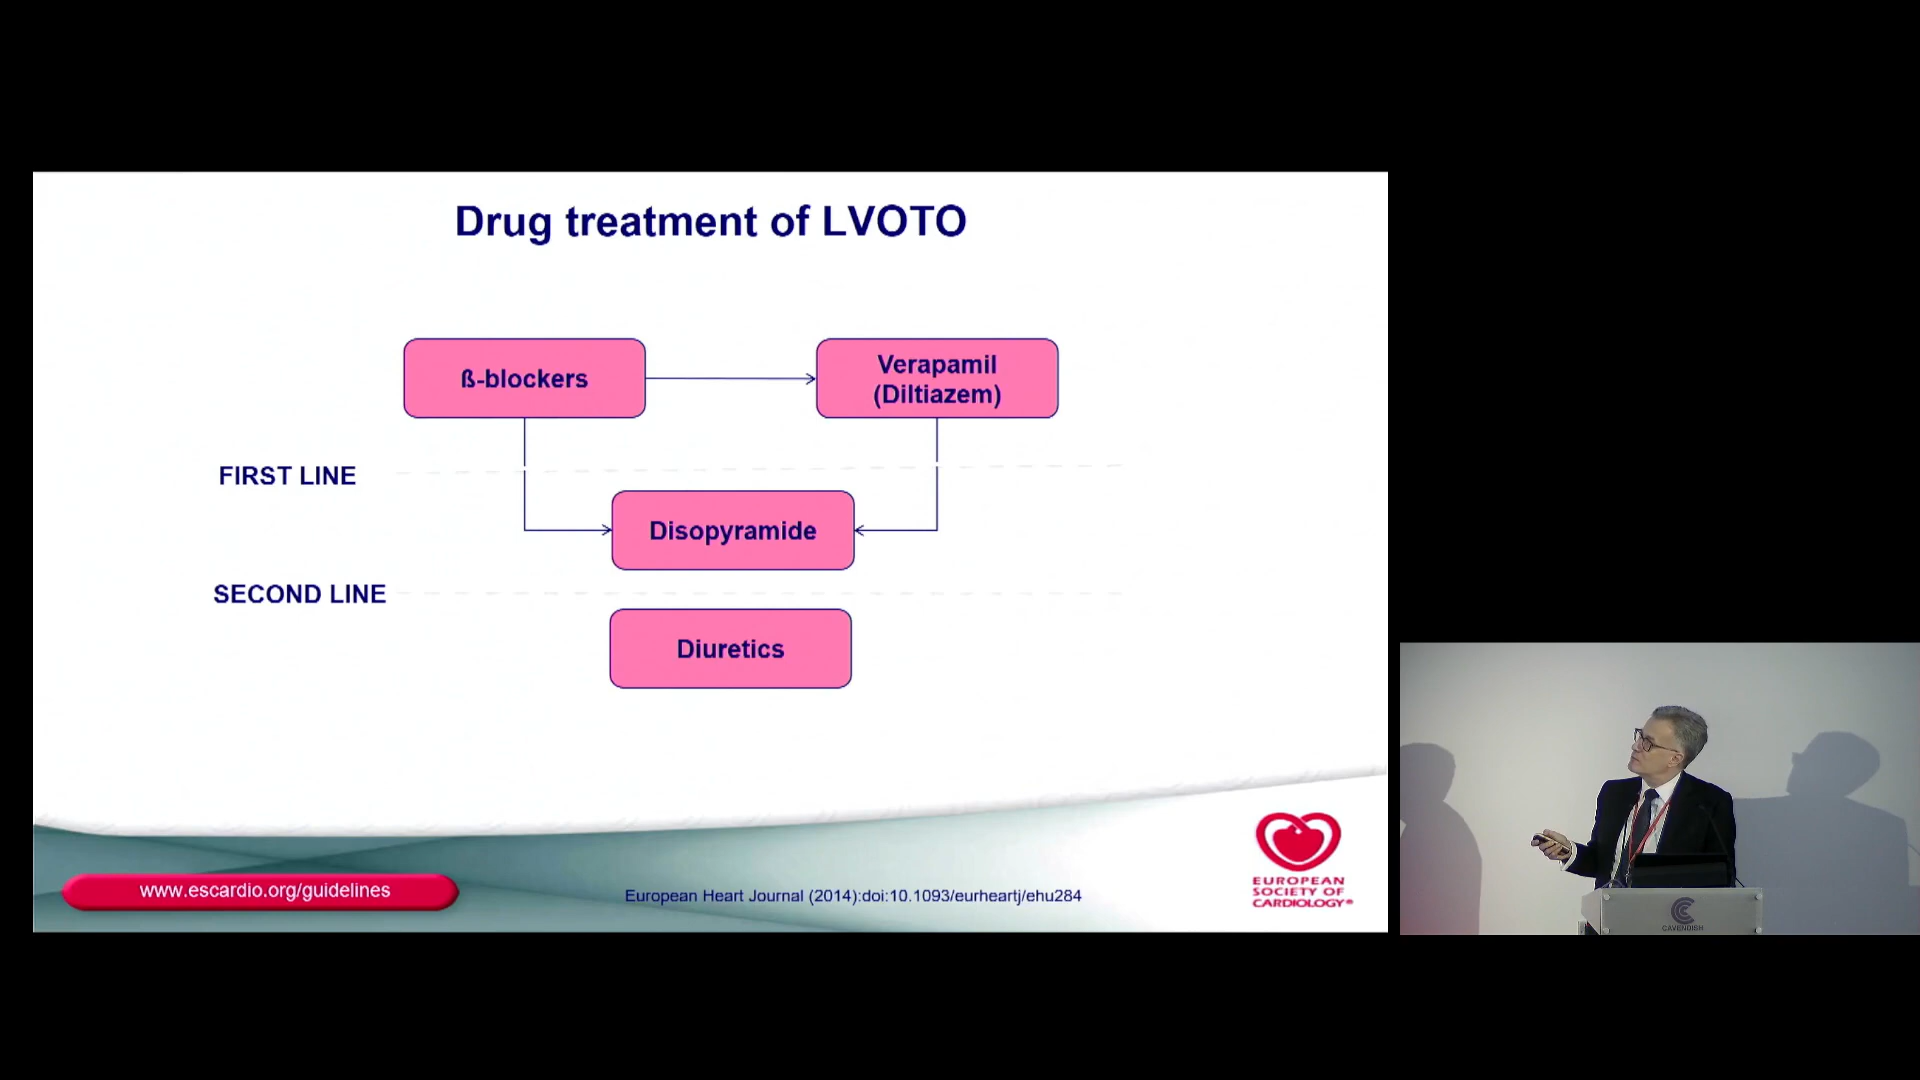 Drug treatment of LVOTO
ß-blockers
Verapamil
(Diltiazem)
FIRST LINE
Disopyramide
SECOND LINE
Diuretics
www.escardio.org/guidelines
European Heart Journal (2014):doi:10.1093/eurheartj/ehu284
EUROPEAN
SOCIETY OF
CARDIOLOGY®
CAVENDISH